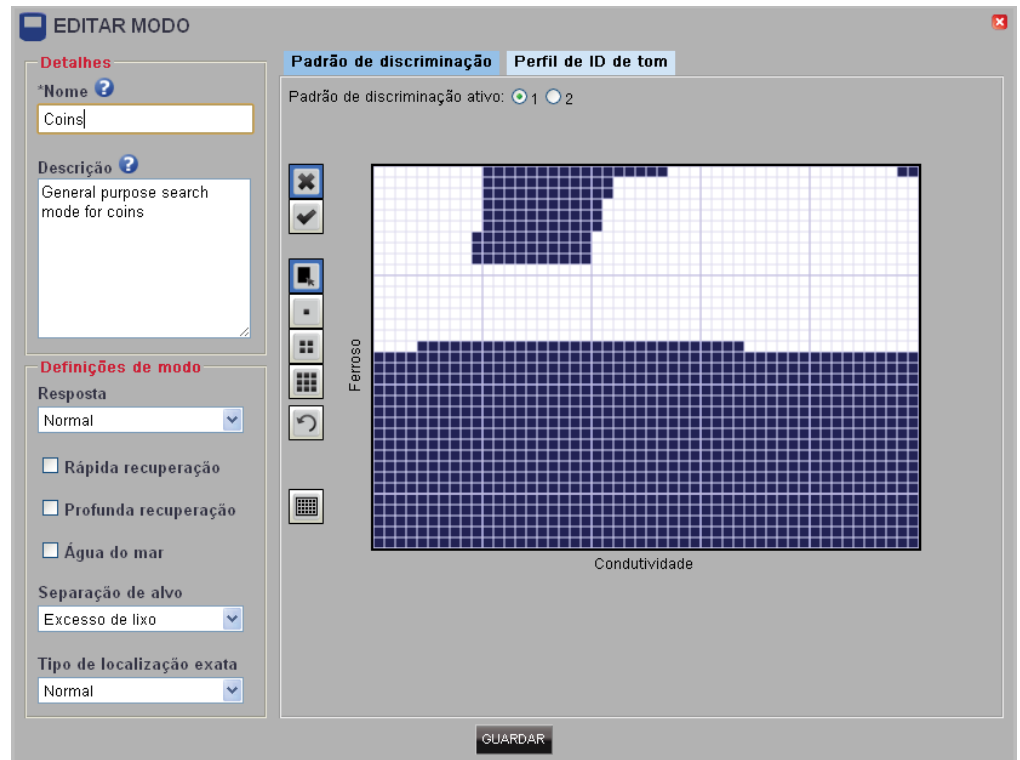 EDITAR MODO
Detalhes
*Nome
Coins
Descrição
General purpose search
mode for coins
Definições de modo
Resposta
Normal
Rápida recuperação
Profunda recuperação
Água do mar
Separação de alvo
Excesso de lixo
Tipo de localização exata
Normal
Padrão de discriminação
Perfil de ID de tom
Padrão de discriminação ativo: 1 2
Ferroso
Condutividade
GUARDAR